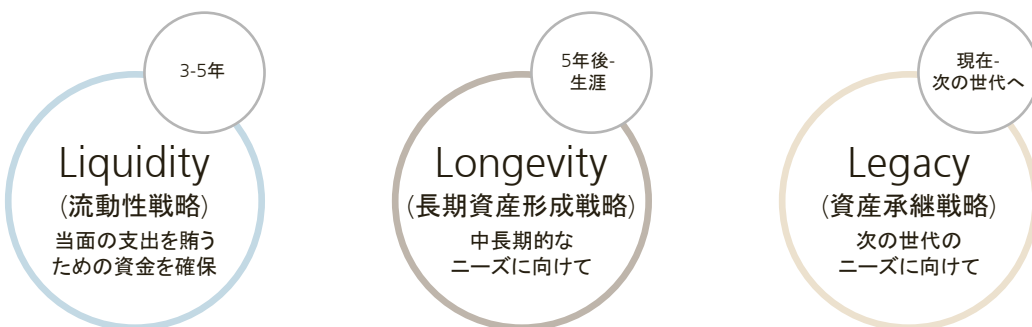 3-5年
Liquidity
(流動性戦略)
当面の支出を賄う
ための資金を確保
5年後-
生涯
Longevity
(長期資産形成戦略)
中長期的な
ニーズに向けて
現在-
次の世代へ
Legacy
(資産承継戦略)
次の世代の
ニーズに向けて